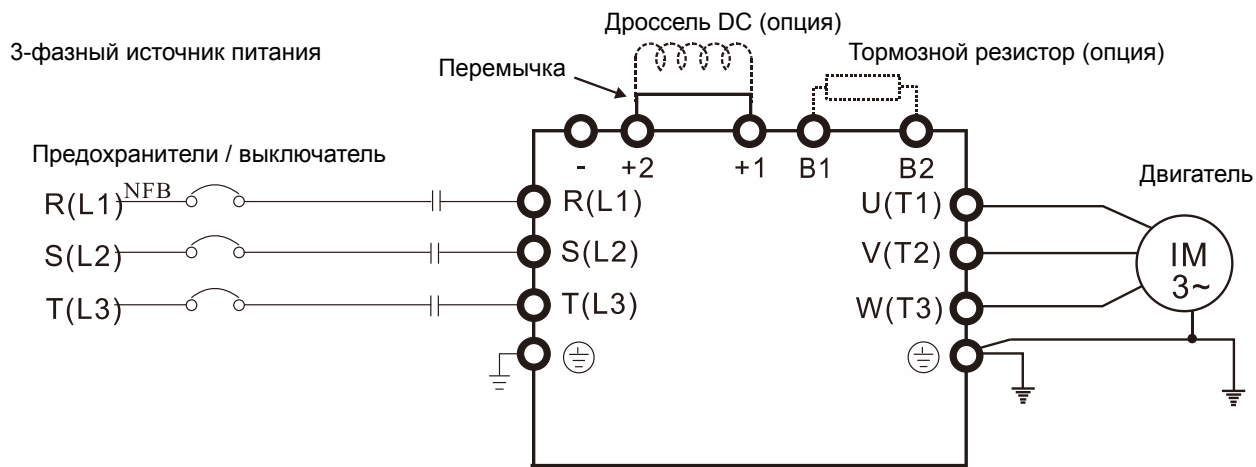 Дроссель DC (опция)
3-фазный источник питания
Тормозной резистор (опция)
Перемычка
Предохранители / выключатель
- +2 +1 B1 B2
Двигатель
R(L1) NFB R(L1) U(T1)
S(L2) S(L2) V(T2) IM
3~
T(L3) T(L3) W(T3)